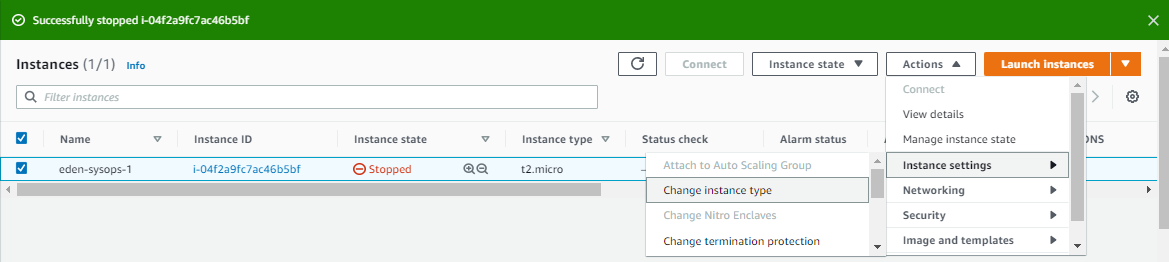 Successfully stopped i-04f2a9fc7ac46b5bf
Instances (1/1) Info
Connect
Instance state
Actions
Launch instances
Filter instances
Connect
View details
Manage instance state
Instance settings
Networking
Security
Image and templates
Name Instance ID Instance state Instance type Status check Alarm status
eden-sysops-1 i-04f2a9fc7ac46b5bf Stopped t2.micro
Attach to Auto Scaling Group
Change instance type
Change Nitro Enclaves
Change termination protection